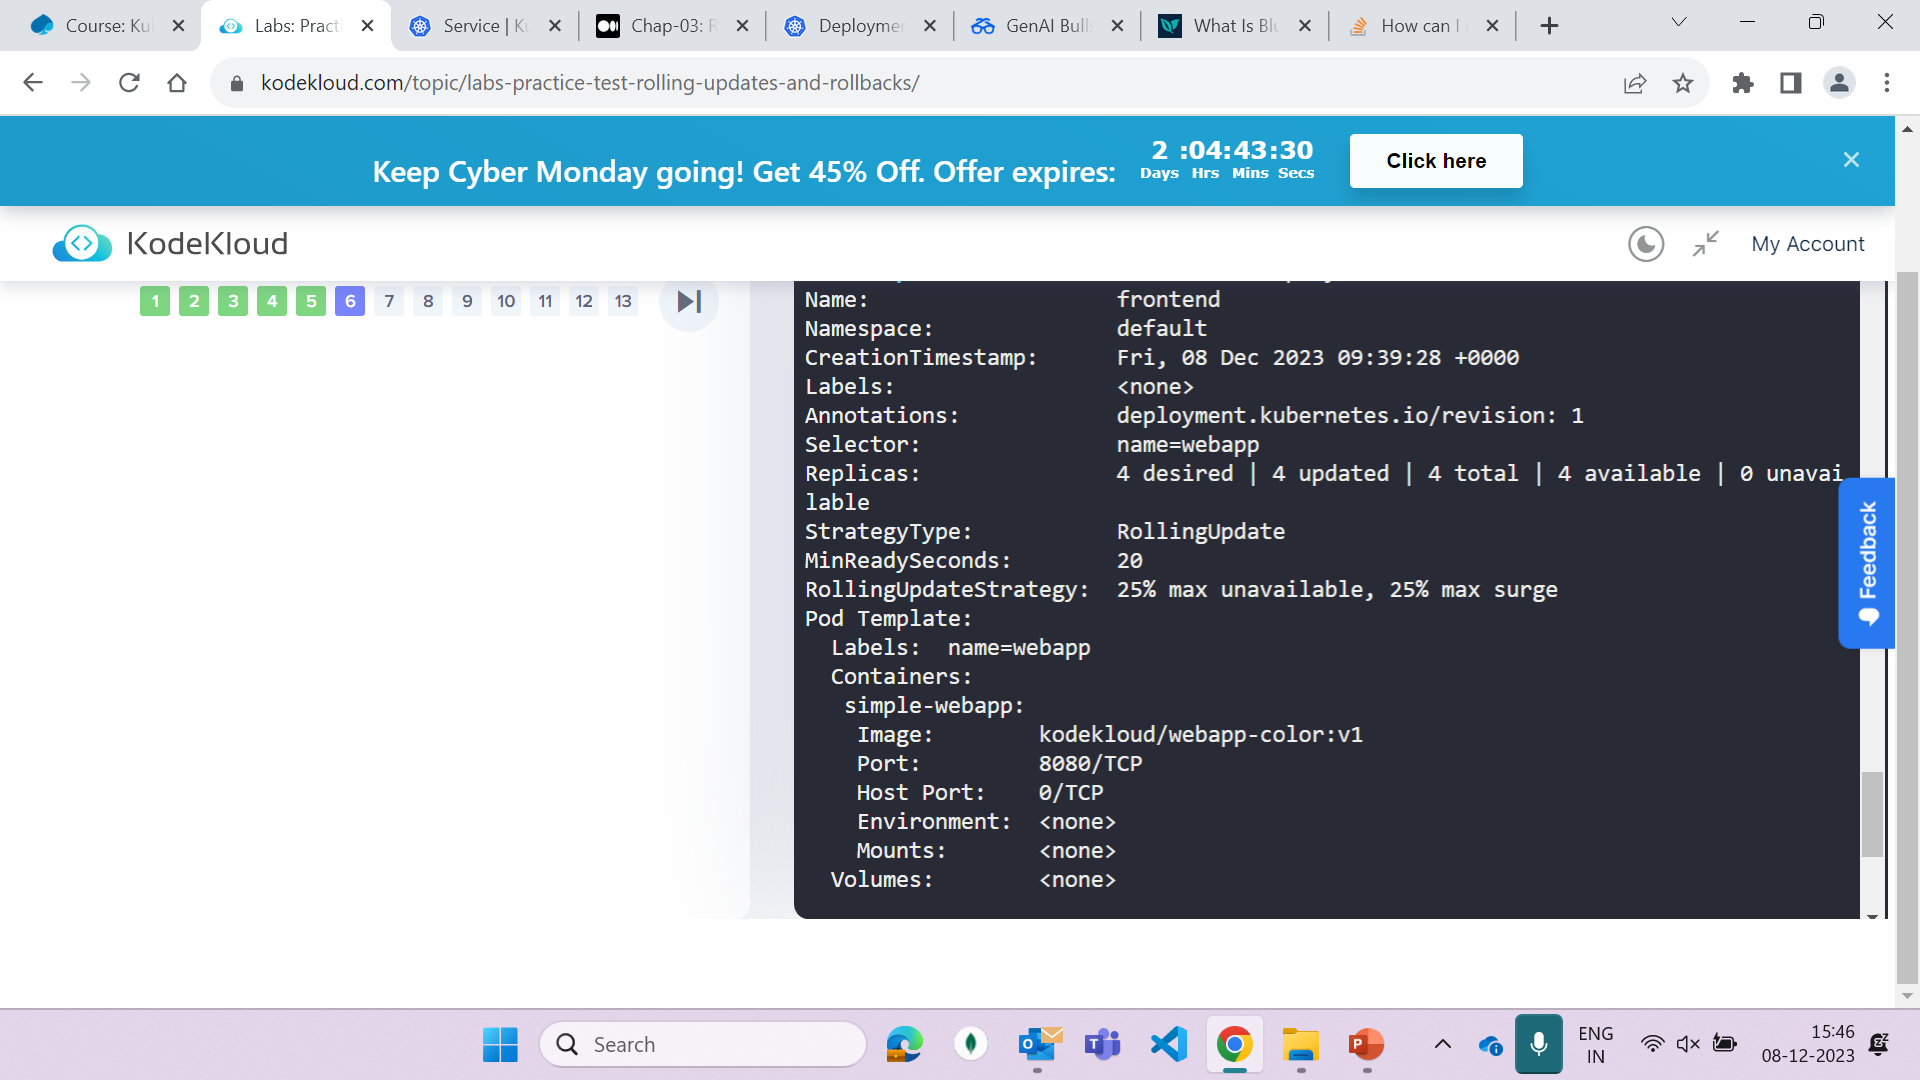 Course: Ku
Labs: Practi
Service | Ku
Chap-03: R
Deploymen
GenAI Bulls
What Is Blu
How can I
kodekloud.com/topic/labs-practice-test-rolling-updates-and-rollbacks/
Keep Cyber Monday going! Get 45% Off. Offer expires:
2 :04:43:30
Days Hrs Mins Secs
Click here
KodeKloud
My Account
1 2 3 4 5 6 7 8 9 10 11 12 13
Name: frontend
Namespace: default
CreationTimestamp: Fri, 08 Dec 2023 09:39:28 +0000
Labels: <none>
Annotations: deployment.kubernetes.io/revision: 1
Selector: name=webapp
Replicas: 4 desired | 4 updated | 4 total | 4 available | 0 unavai
lable
StrategyType: RollingUpdate
MinReadySeconds: 20
RollingUpdateStrategy: 25% max unavailable, 25% max surge
Pod Template:
Labels: name=webapp
Containers:
simple-webapp:
Image: kodekloud/webapp-color:v1
Port: 8080/TCP
Host Port: 0/TCP
Environment: <none>
Mounts: <none>
Volumes: <none>
Feedback
Search
ENG
IN
15:46
08-12-2023